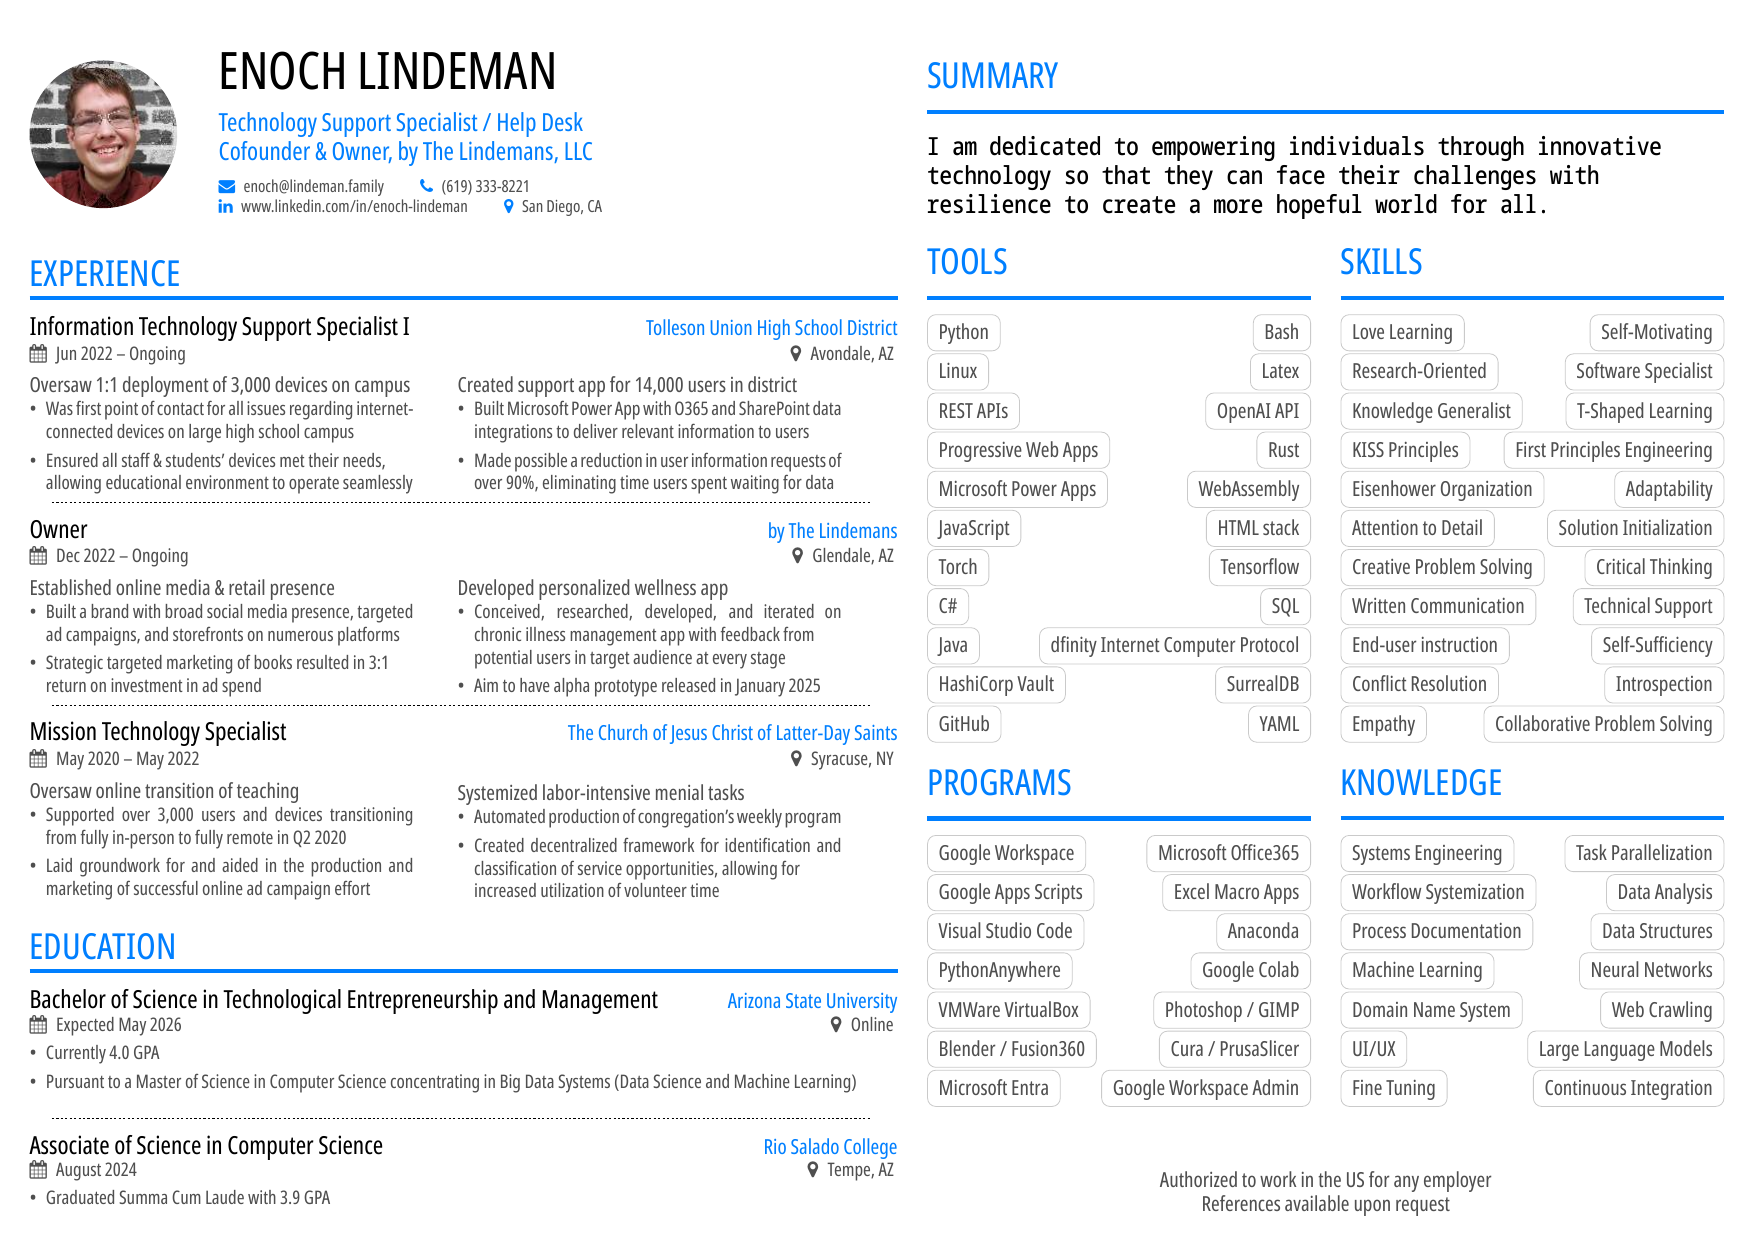 ENOCH LINDEMAN
Technology Support Specialist / Help Desk
Cofounder & Owner, by The Lindemans, LLC
enoch@lindeman.family (619) 333-8221
www.linkedin.com/in/enoch-lindeman San Diego, CA
EXPERIENCE
Information Technology Support Specialist I Tolleson Union High School District
Jun 2022 – Ongoing Avondale, AZ
Oversaw 1:1 deployment of 3,000 devices on campus
• Was first point of contact for all issues regarding internet-
connected devices on large high school campus
• Ensured all staff & students’ devices met their needs,
allowing educational environment to operate seamlessly
Created support app for 14,000 users in district
• Built Microsoft Power App with O365 and SharePoint data
integrations to deliver relevant information to users
• Made possible a reduction in user information requests of
over 90%, eliminating time users spent waiting for data
Owner by The Lindemans
Dec 2022 – Ongoing Glendale, AZ
Established online media & retail presence
• Built a brand with broad social media presence, targeted
ad campaigns, and storefronts on numerous platforms
• Strategic targeted marketing of books resulted in 3:1
return on investment in ad spend
Developed personalized wellness app
• Conceived, researched, developed, and iterated on
chronic illness management app with feedback from
potential users in target audience at every stage
• Aim to have alpha prototype released in January 2025
Mission Technology Specialist The Church of Jesus Christ of Latter-Day Saints
May 2020 – May 2022 Syracuse, NY
Oversaw online transition of teaching
• Supported over 3,000 users and devices transitioning
from fully in-person to fully remote in Q2 2020
• Laid groundwork for and aided in the production and
marketing of successful online ad campaign effort
Systemized labor-intensive menial tasks
• Automated production of congregation’s weekly program
• Created decentralized framework for identification and
classification of service opportunities, allowing for
increased utilization of volunteer time
EDUCATION
Bachelor of Science in Technological Entrepreneurship and Management Arizona State University
Expected May 2026 Online
• Currently 4.0 GPA
• Pursuant to a Master of Science in Computer Science concentrating in Big Data Systems (Data Science and Machine Learning)
Associate of Science in Computer Science Rio Salado College
August 2024 Tempe, AZ
• Graduated Summa Cum Laude with 3.9 GPA
SUMMARY
I am dedicated to empowering individuals through innovative
technology so that they can face their challenges with
resilience to create a more hopeful world for all.
TOOLS
Python Bash
Linux Latex
REST APIs OpenAI API
Progressive Web Apps Rust
Microsoft Power Apps WebAssembly
JavaScript HTML stack
Torch Tensorflow
C# SQL
Java dfinity Internet Computer Protocol
HashiCorp Vault SurrealDB
GitHub YAML
SKILLS
Love Learning Self-Motivating
Research-Oriented Software Specialist
Knowledge Generalist T-Shaped Learning
KISS Principles First Principles Engineering
Eisenhower Organization Adaptability
Attention to Detail Solution Initialization
Creative Problem Solving Critical Thinking
Written Communication Technical Support
End-user instruction Self-Sufficiency
Conflict Resolution Introspection
Empathy Collaborative Problem Solving
PROGRAMS
Google Workspace Microsoft Office365
Google Apps Scripts Excel Macro Apps
Visual Studio Code Anaconda
PythonAnywhere Google Colab
VMWare VirtualBox Photoshop / GIMP
Blender / Fusion360 Cura / PrusaSlicer
Microsoft Entra Google Workspace Admin
KNOWLEDGE
Systems Engineering Task Parallelization
Workflow Systemization Data Analysis
Process Documentation Data Structures
Machine Learning Neural Networks
Domain Name System Web Crawling
UI/UX Large Language Models
Fine Tuning Continuous Integration
Authorized to work in the US for any employer
References available upon request